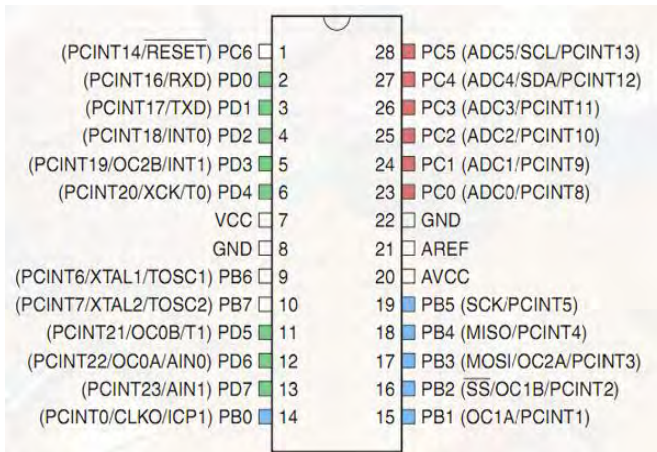 (PCINT14/RESET) PC6 1
(PCINT16/RXD) PD0 2
(PCINT17/TXD) PD1 3
(PCINT18/INT0) PD2 4
(PCINT19/OC2B/INT1) PD3 5
(PCINT20/XCK/T0) PD4 6
VCC 7
GND 8
(PCINT6/XTAL1/TOSC1) PB6 9
(PCINT7/XTAL2/TOSC2) PB7 10
(PCINT21/OC0B/T1) PD5 11
(PCINT22/OC0A/AIN0) PD6 12
(PCINT23/AIN1) PD7 13
(PCINT0/CLKO/ICP1) PB0 14
28 PC5 (ADC5/SCL/PCINT13)
27 PC4 (ADC4/SDA/PCINT12)
26 PC3 (ADC3/PCINT11)
25 PC2 (ADC2/PCINT10)
24 PC1 (ADC1/PCINT9)
23 PC0 (ADC0/PCINT8)
22 GND
21 AREF
20 AVCC
19 PB5 (SCK/PCINT5)
18 PB4 (MISO/PCINT4)
17 PB3 (MOSI/OC2A/PCINT3)
16 PB2 (SS/OC1B/PCINT2)
15 PB1 (OC1A/PCINT1)